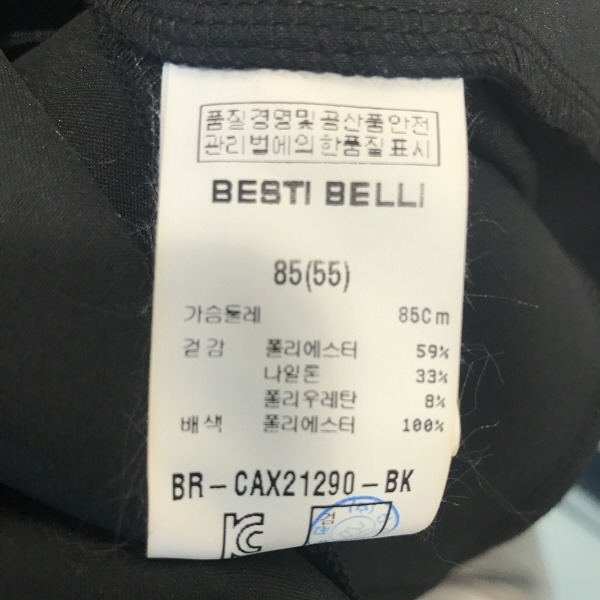 품질경영및공산품안전
관리법에의한품질표시
BESTI BELLI
85(55)
가슴둘레 85Cm
겉감 폴리에스터 59%
나일론 33%
폴리우레탄 8%
배색 폴리에스터 100%
BR-CAX21290-BK